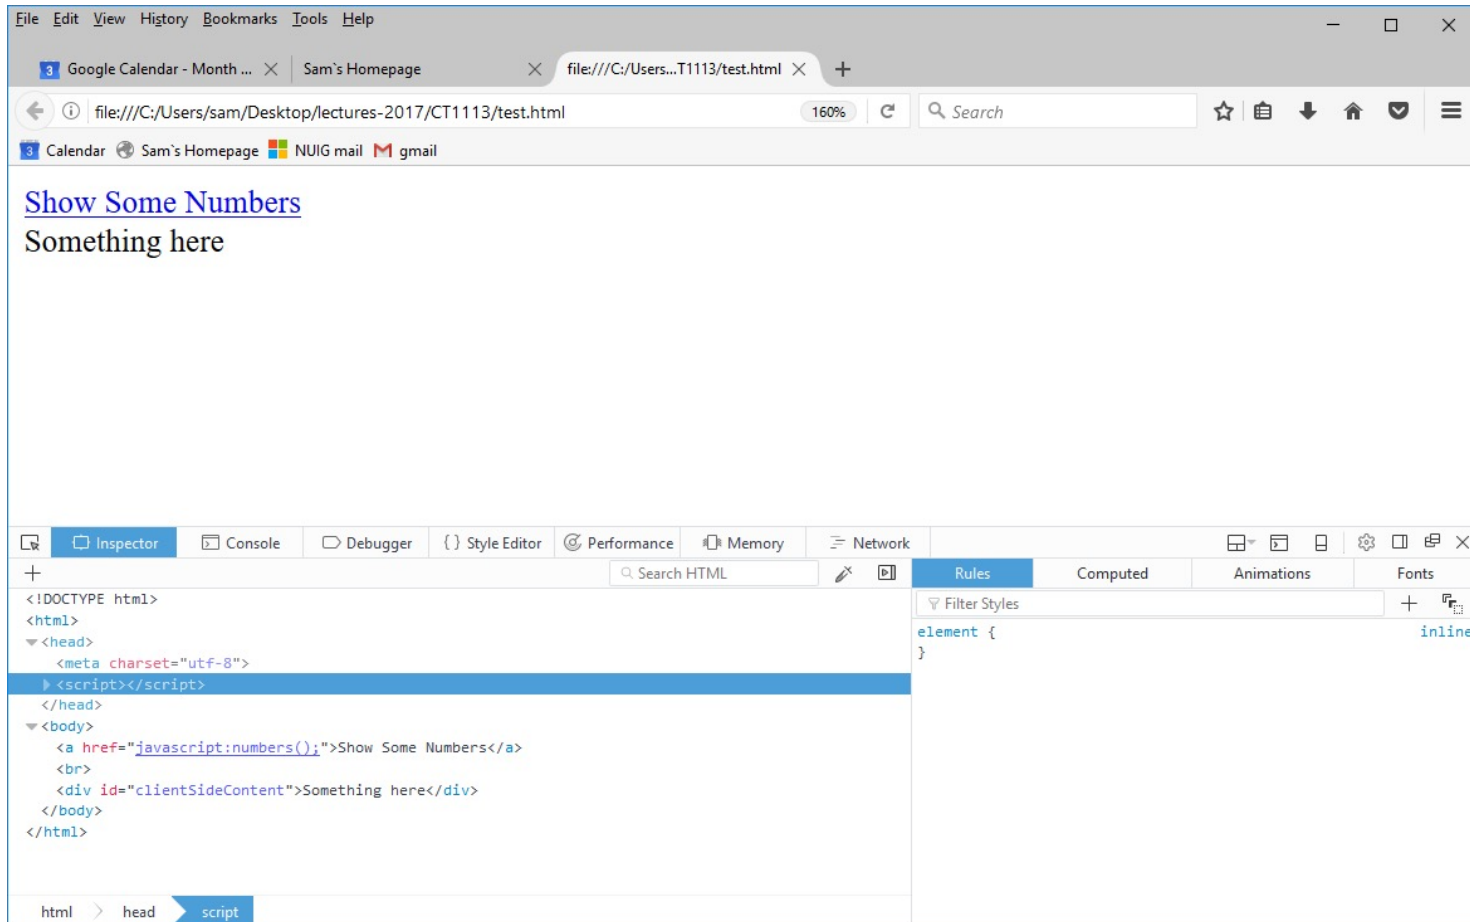 File Edit View History Bookmarks Tools Help
3 Google Calendar - Month ... Sam`s Homepage file:///C:/Users...T1113/test.html
file:///C:/Users/sam/Desktop/lectures-2017/CT1113/test.html 160% Search
3 Calendar Sam`s Homepage NUIG mail gmail
Show Some Numbers
Something here
Inspector Console Debugger { } Style Editor Performance Memory Network
+ Search HTML Rules Computed Animations Fonts
<!DOCTYPE html> Filter Styles +
<html>
element { inline
<head>
}
<meta charset="utf-8">
<script></script>
</head>
<body>
<a href="javascript:numbers();">Show Some Numbers</a>
<br>
<div id="clientSideContent">Something here</div>
</body>
</html>
html head script